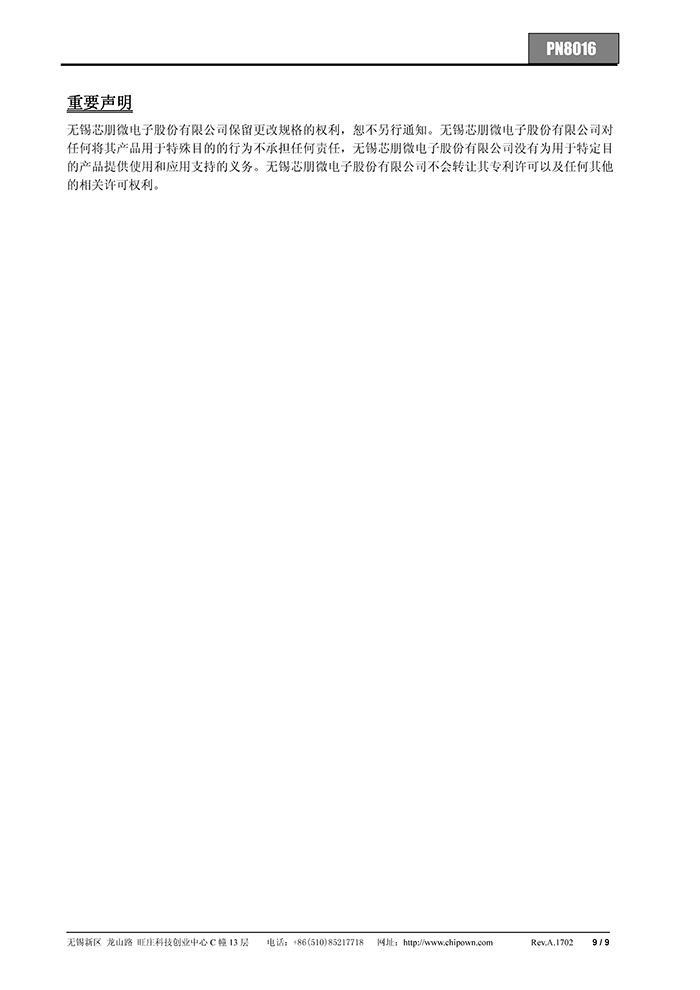 PN8016
重要声明
无锡芯朋微电子股份有限公司保留更改规格的权利，恕不另行通知。无锡芯朋微电子股份有限公司对
任何将其产品用于特殊目的的行为不承担任何责任，无锡芯朋微电子股份有限公司没有为用于特定目
的产品提供使用和应用支持的义务。无锡芯朋微电子股份有限公司不会转让其专利许可以及任何其他
的相关许可权利。
无锡新区 龙山路 旺庄科技创业中心 C 幢 13 层 电话：+86(510)85217718 网址：http://www.chipown.com Rev.A.1702 9 / 9